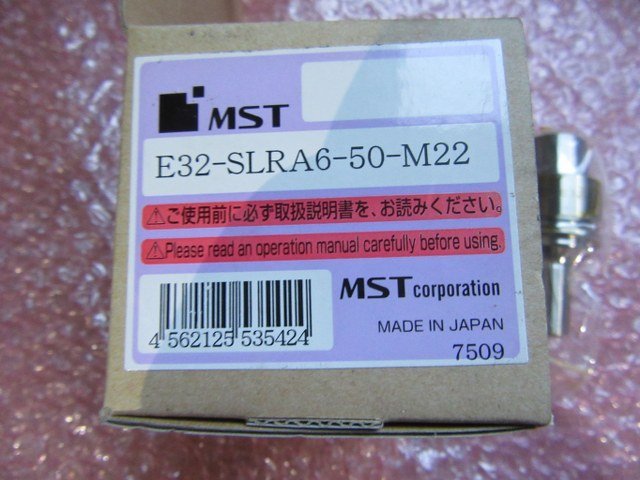 MST
E32-SLRA6-50-M22
⚠ご使用前に必ず取扱説明書を、お読みください。
⚠Please read an operation manual carefully before using.
MST corporation
4 562125 535424
MADE IN JAPAN
7509